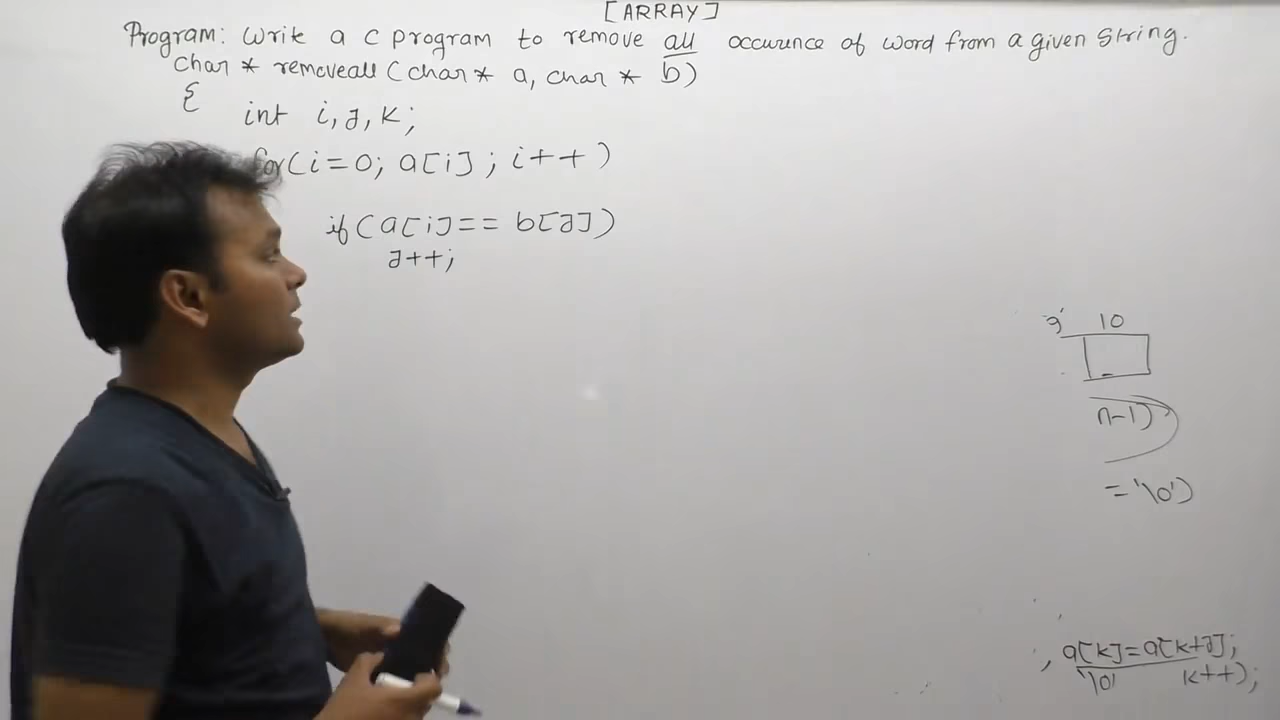 [ARRAY]
Program: Write a C program to remove all occurence of word from a given string.
char * removeall (char* a, char * b)
{ int i, j, k;
for(i=0; a[i] ; i++)
if(a[i]== b[j])
j++;
10
n-1)
='\0')
, a[k]=a[k+j];
'\0' k++);